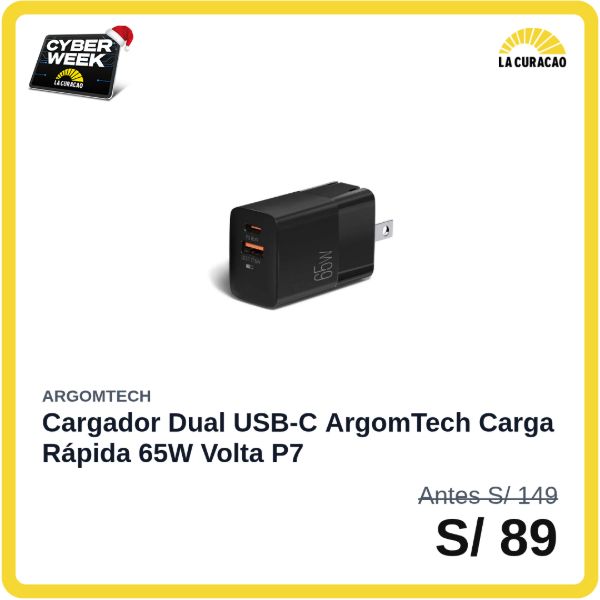 CYBER
WEEK
LA CURACAO
LA CURACAO
65W
ARGOMTECH
Cargador Dual USB-C ArgomTech Carga
Rápida 65W Volta P7
Antes S/ 149
S/ 89